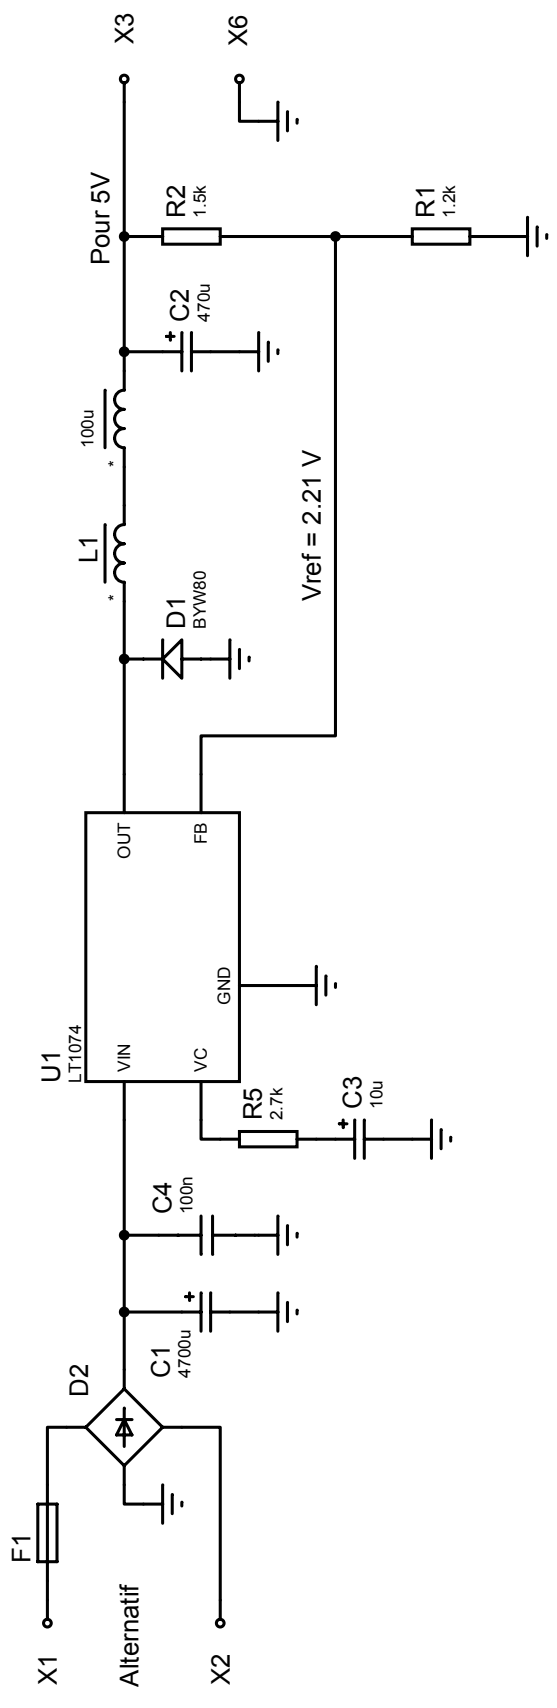 F1
X1
Alternatif
X2
D2
C1
4700u
+
C4
100n
U1
LT1074
VIN
VC
GND
OUT
FB
R5
2.7k
+
C3
10u
D1
BYW80
*
L1
*
100u
+
C2
470u
Vref = 2.21 V
Pour 5V
R2
1.5k
R1
1.2k
X3
X6